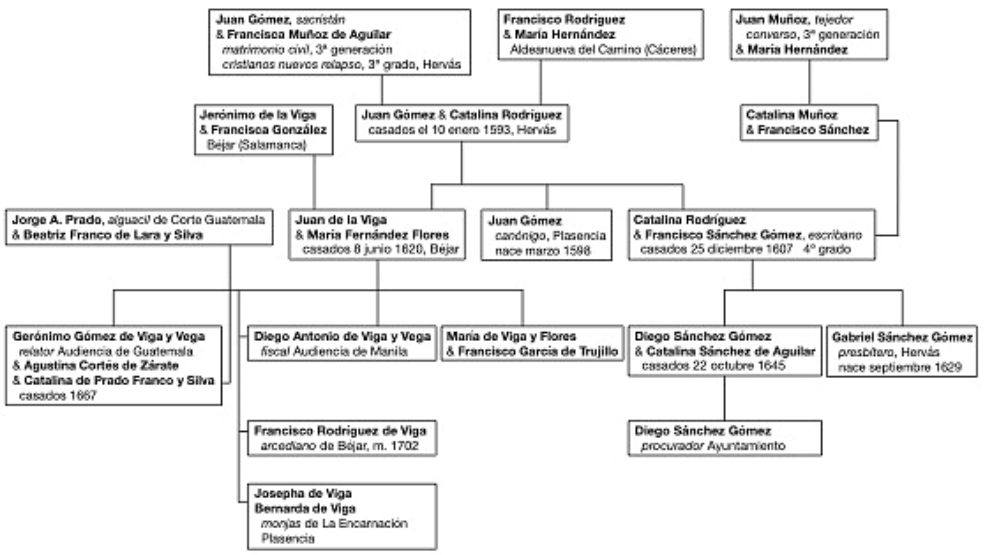 Juan Gómez, sacristán
& Francisca Muñoz de Aguilar
matrimonio civil, 3ª generación
cristianos nuevos relapso, 3º grado, Hervás
Francisco Rodríguez
& María Hernández
Aldeanueva del Camino (Cáceres)
Juan Muñoz, tejedor
converso, 3ª generación
& María Hernández
Jerónimo de la Viga
& Francisca González
Béjar (Salamanca)
Juan Gómez & Catalina Rodríguez
casados el 10 enero 1593, Hervás
Catalina Muñoz
& Francisco Sánchez
Jorge A. Prado, alguacil de Corte Guatemala
& Beatriz Franco de Lara y Silva
Juan de la Viga
& María Fernández Flores
casados 8 junio 1620, Béjar
Juan Gómez
canónigo, Plasencia
nace marzo 1598
Catalina Rodríguez
& Francisco Sánchez Gómez, escribano
casados 25 diciembre 1607 4º grado
Gerónimo Gómez de Viga y Vega
relator Audiencia de Guatemala
& Agustina Cortés de Zárate
& Catalina de Prado Franco y Silva
casados 1667
Diego Antonio de Viga y Vega
fiscal Audiencia de Manila
María de Viga y Flores
& Francisco García de Trujillo
Diego Sánchez Gómez
& Catalina Sánchez de Aguilar
casados 22 octubre 1645
Gabriel Sánchez Gómez
presbítero, Hervás
nace septiembre 1629
Francisco Rodríguez de Viga
arcediano de Béjar, m. 1702
Diego Sánchez Gómez
procurador Ayuntamiento
Josepha de Viga
Bernarda de Viga
monjas de La Encarnación
Plasencia